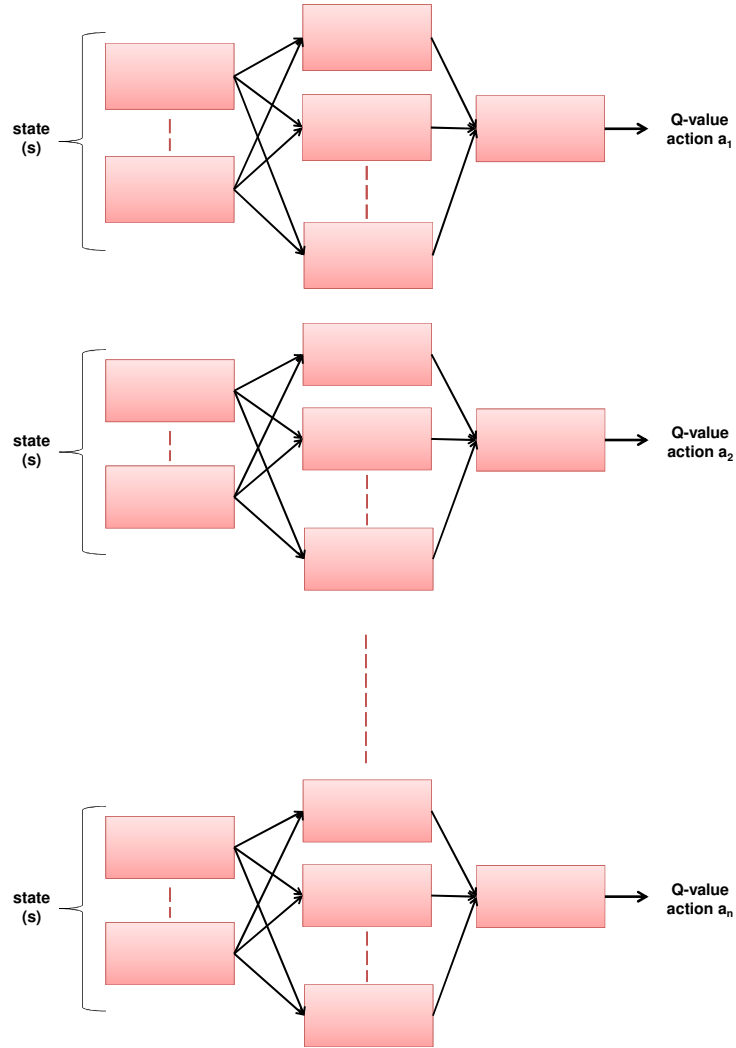 state
(s)
Q-value
action a₁
state
(s)
Q-value
action a₂
state
(s)
Q-value
action aₙ